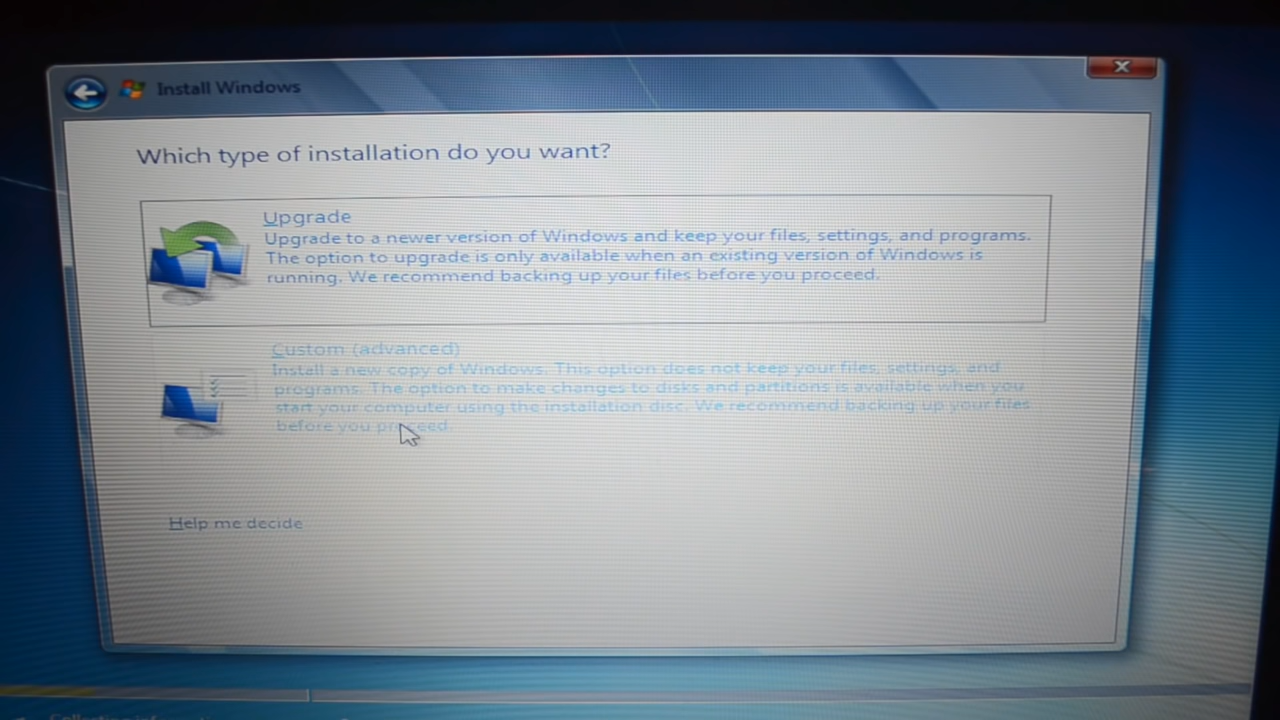 Install Windows
Which type of installation do you want?
Upgrade
Upgrade to a newer version of Windows and keep your files, settings, and programs.
The option to upgrade is only available when an existing version of Windows is
running. We recommend backing up your files before you proceed.
Custom (advanced)
Install a new copy of Windows. This option does not keep your files, settings, and
programs. The option to make changes to disks and partitions is available when you
start your computer using the installation disc. We recommend backing up your files
before you proceed.
Help me decide
Collecting